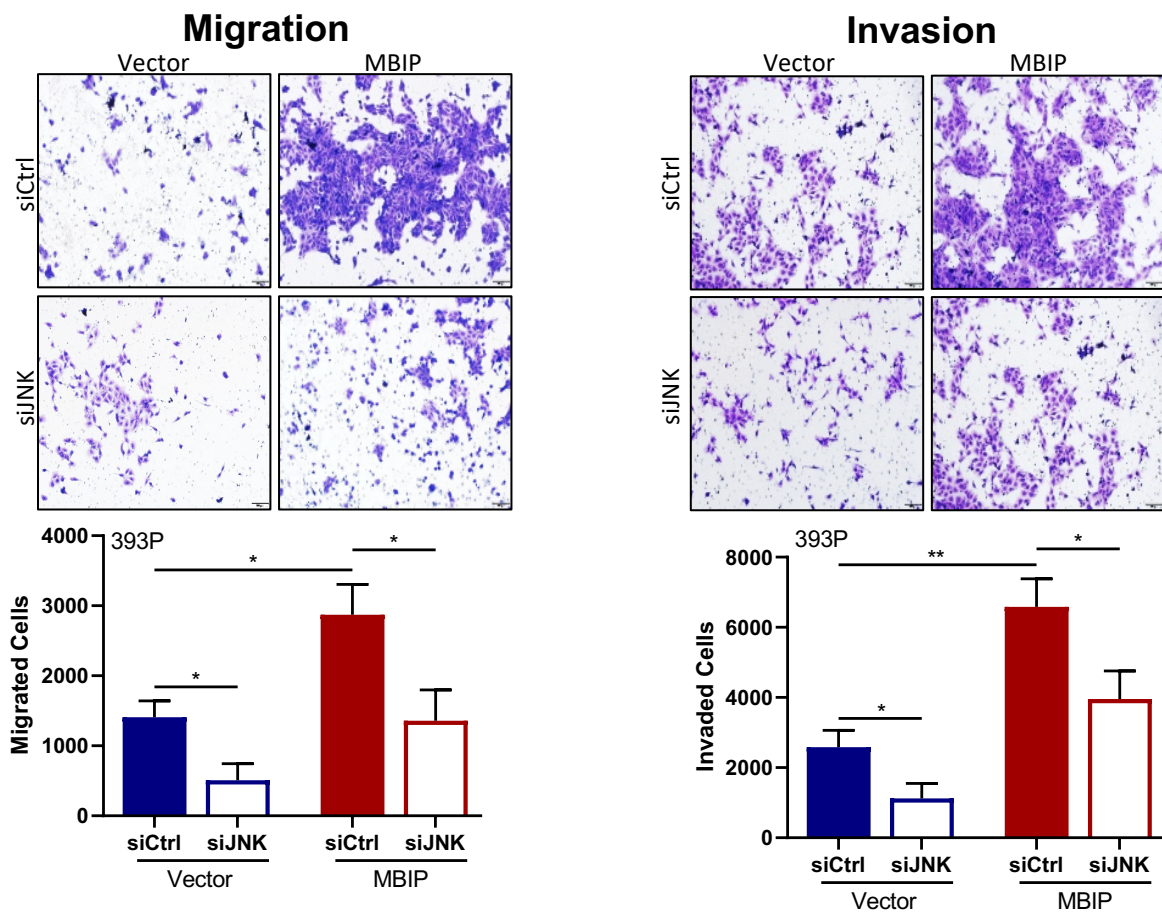 Migration
Vector
MBIP
siCtrl
siJNK
4000
3000
2000
1000
0
Migrated Cells
393P
*
*
*
siCtrl
siJNK
siCtrl
siJNK
Vector
MBIP
Invasion
Vector
MBIP
siCtrl
siJNK
8000
6000
4000
2000
0
Invaded Cells
393P
**
*
*
siCtrl
siJNK
siCtrl
siJNK
Vector
MBIP